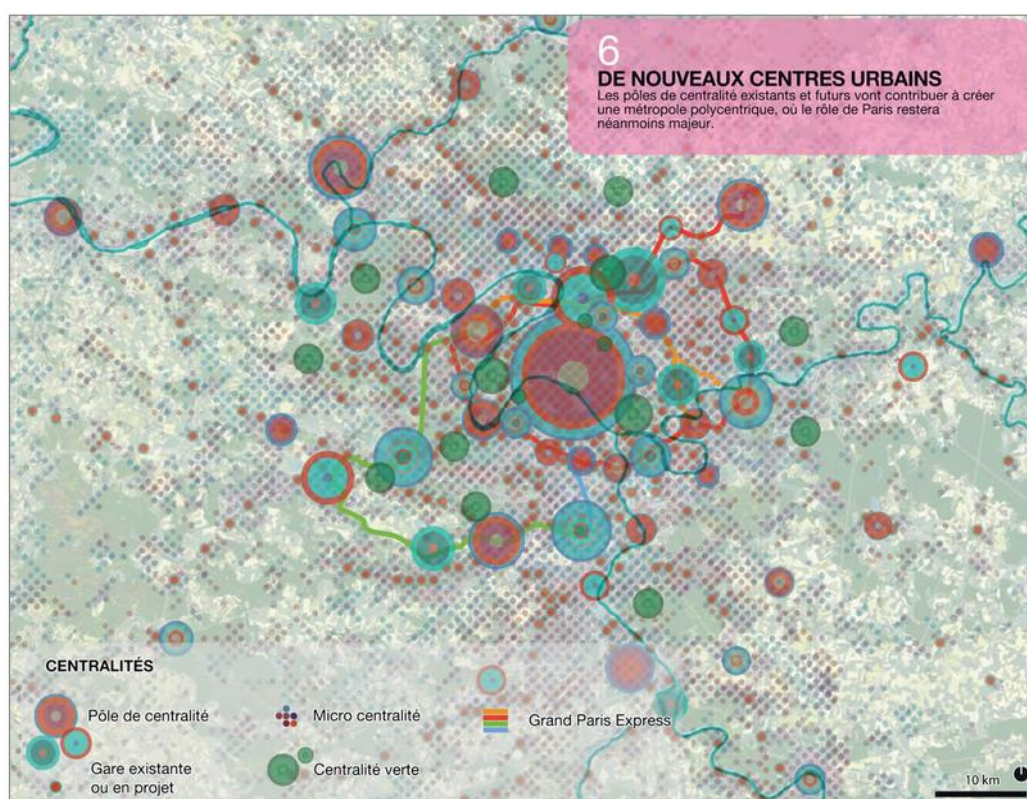 6
DE NOUVEAUX CENTRES URBAINS
Les pôles de centralité existants et futurs vont contribuer à créer
une métropole polycentrique, où le rôle de Paris restera
néanmoins majeur.
CENTRALITÉS
Pôle de centralité
Micro centralité
Grand Paris Express
Gare existante
ou en projet
Centralité verte
10 km